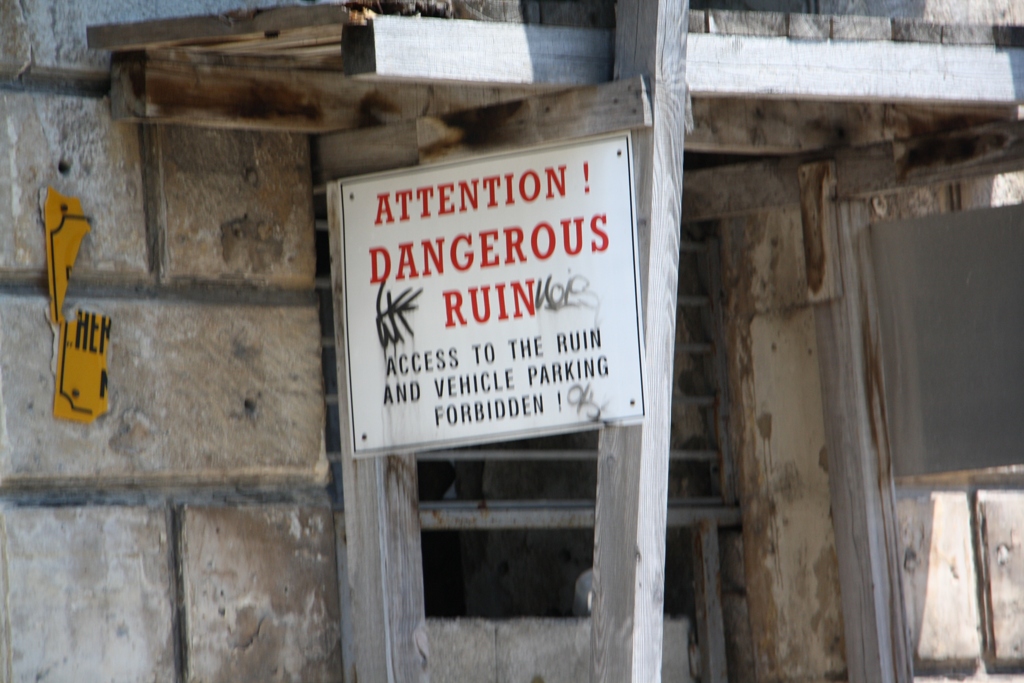 ATTENTION !
DANGEROUS
RUIN
ACCESS TO THE RUIN
AND VEHICLE PARKING
FORBIDDEN !